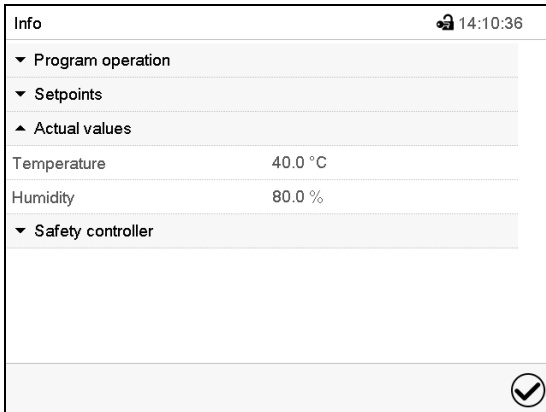 Info 14:10:36
Program operation
Setpoints
Actual values
Temperature 40.0 °C
Humidity 80.0 %
Safety controller